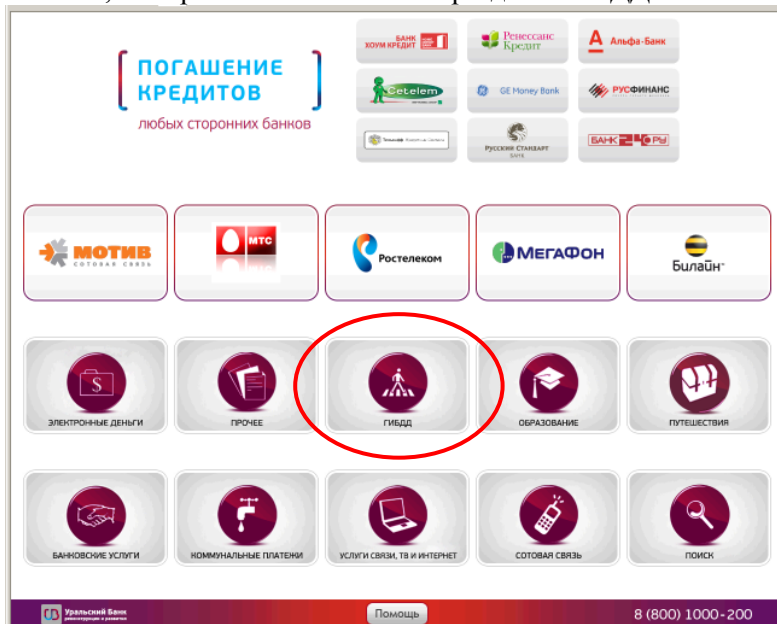 ПОГАШЕНИЕ
КРЕДИТОВ
любых сторонних банков
БАНК
ХОУМ КРЕДИТ
Ренессанс
Кредит
Альфа-Банк
Cetelem
GE Money Bank
РУСФИНАНС
РУССКИЙ СТАНДАРТ
БАНК
БАНК24.РУ
МОТИВ
СОТОВАЯ СВЯЗЬ
МТС
Ростелеком
МЕГАФОН
Билайн
ЭЛЕКТРОННЫЕ ДЕНЬГИ
ПРОЧЕЕ
ГИБДД
ОБРАЗОВАНИЕ
ПУТЕШЕСТВИЯ
БАНКОВСКИЕ УСЛУГИ
КОММУНАЛЬНЫЕ ПЛАТЕЖИ
УСЛУГИ СВЯЗИ, ТВ И ИНТЕРНЕТ
СОТОВАЯ СВЯЗЬ
ПОИСК
Уральский Банк
реконструкции и развития
Помощь
8 (800) 1000-200